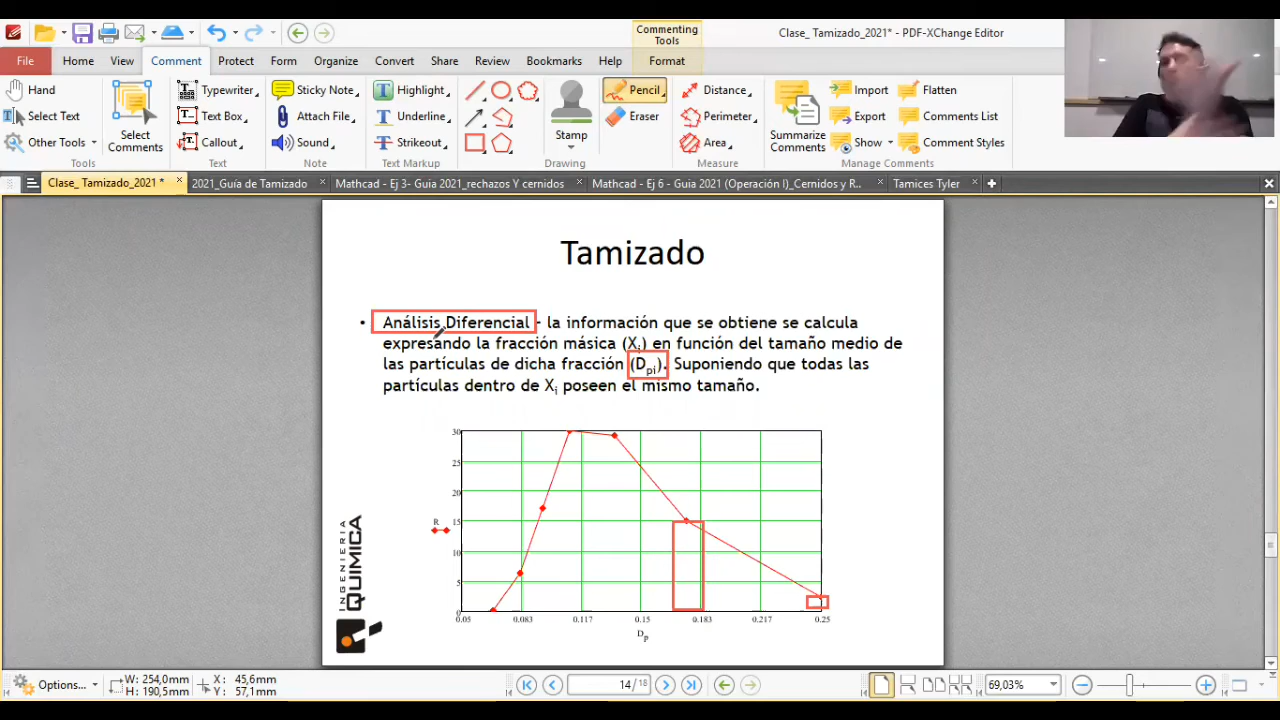 Commenting
Tools
Clase_ Tamizado_2021* - PDF-XChange Editor
File
Home
View
Comment
Protect
Form
Organize
Convert
Share
Review
Bookmarks
Help
Format
Hand
Select Text
Other Tools
Tools
Select
Comments
Typewriter
Text Box
Callout
Text
Sticky Note
Attach File
Sound
Note
Highlight
Underline
Strikeout
Text Markup
Stamp
Pencil
Eraser
Drawing
Distance
Perimeter
Area
Measure
Summarize
Comments
Import
Export
Show
Flatten
Comments List
Comment Styles
Manage Comments
Clase_ Tamizado_2021 *
2021_Guía de Tamizado
Mathcad - Ej 3- Guia 2021_rechazos Y cernidos
Mathcad - Ej 6 - Guia 2021 (Operación I)_Cernidos y R..
Tamices Tyler
Tamizado
• Análisis Diferencial - la información que se obtiene se calcula
expresando la fracción másica (Xi) en función del tamaño medio de
las partículas de dicha fracción (Dpi). Suponiendo que todas las
partículas dentro de Xi poseen el mismo tamaño.
30
25
20
15
10
5
0
R
0.05 0.083 0.117 0.15 0.183 0.217 0.25
Dp
INGENIERIA
QUIMICA
Options...
W: 254,0mm
H: 190,5mm
X: 45,6mm
Y: 57,1mm
14 / 18
69,03%